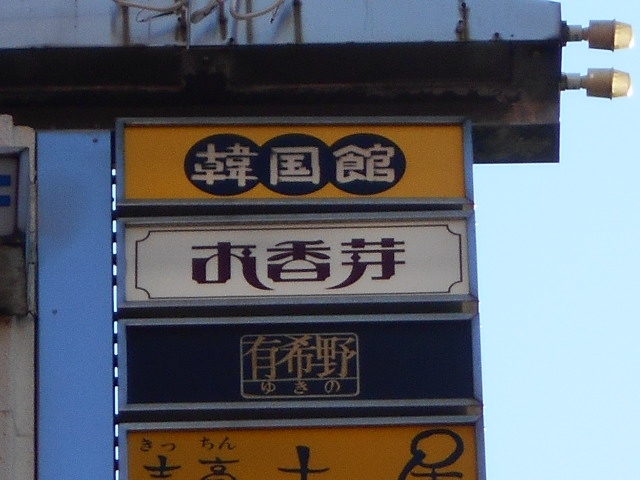 韓国館
お香芽
有希野
ゆきの
きっ ちん